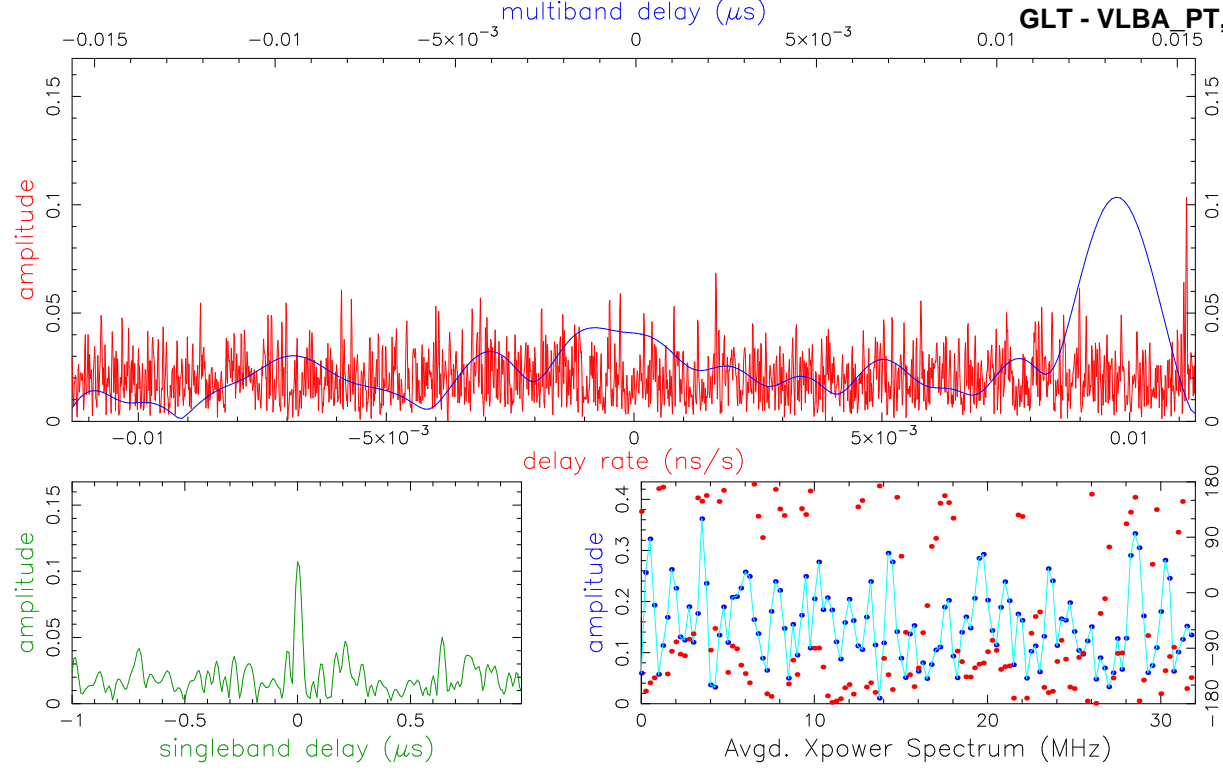 multiband delay (μs)
GLT - VLBA_PT,
−0.015 −0.01 −5×10⁻³ 0 5×10⁻³ 0.01 0.015
amplitude
0 0.05 0.1 0.15
0 0.05 0.1 0.15
−0.01 −5×10⁻³ 0 5×10⁻³ 0.01
delay rate (ns/s)
amplitude
0 0.05 0.1 0.15
−1 −0.5 0 0.5
singleband delay (μs)
amplitude
0 0.1 0.2 0.3 0.4
−180 −90 0 90 180
0 10 20 30
Avgd. Xpower Spectrum (MHz)